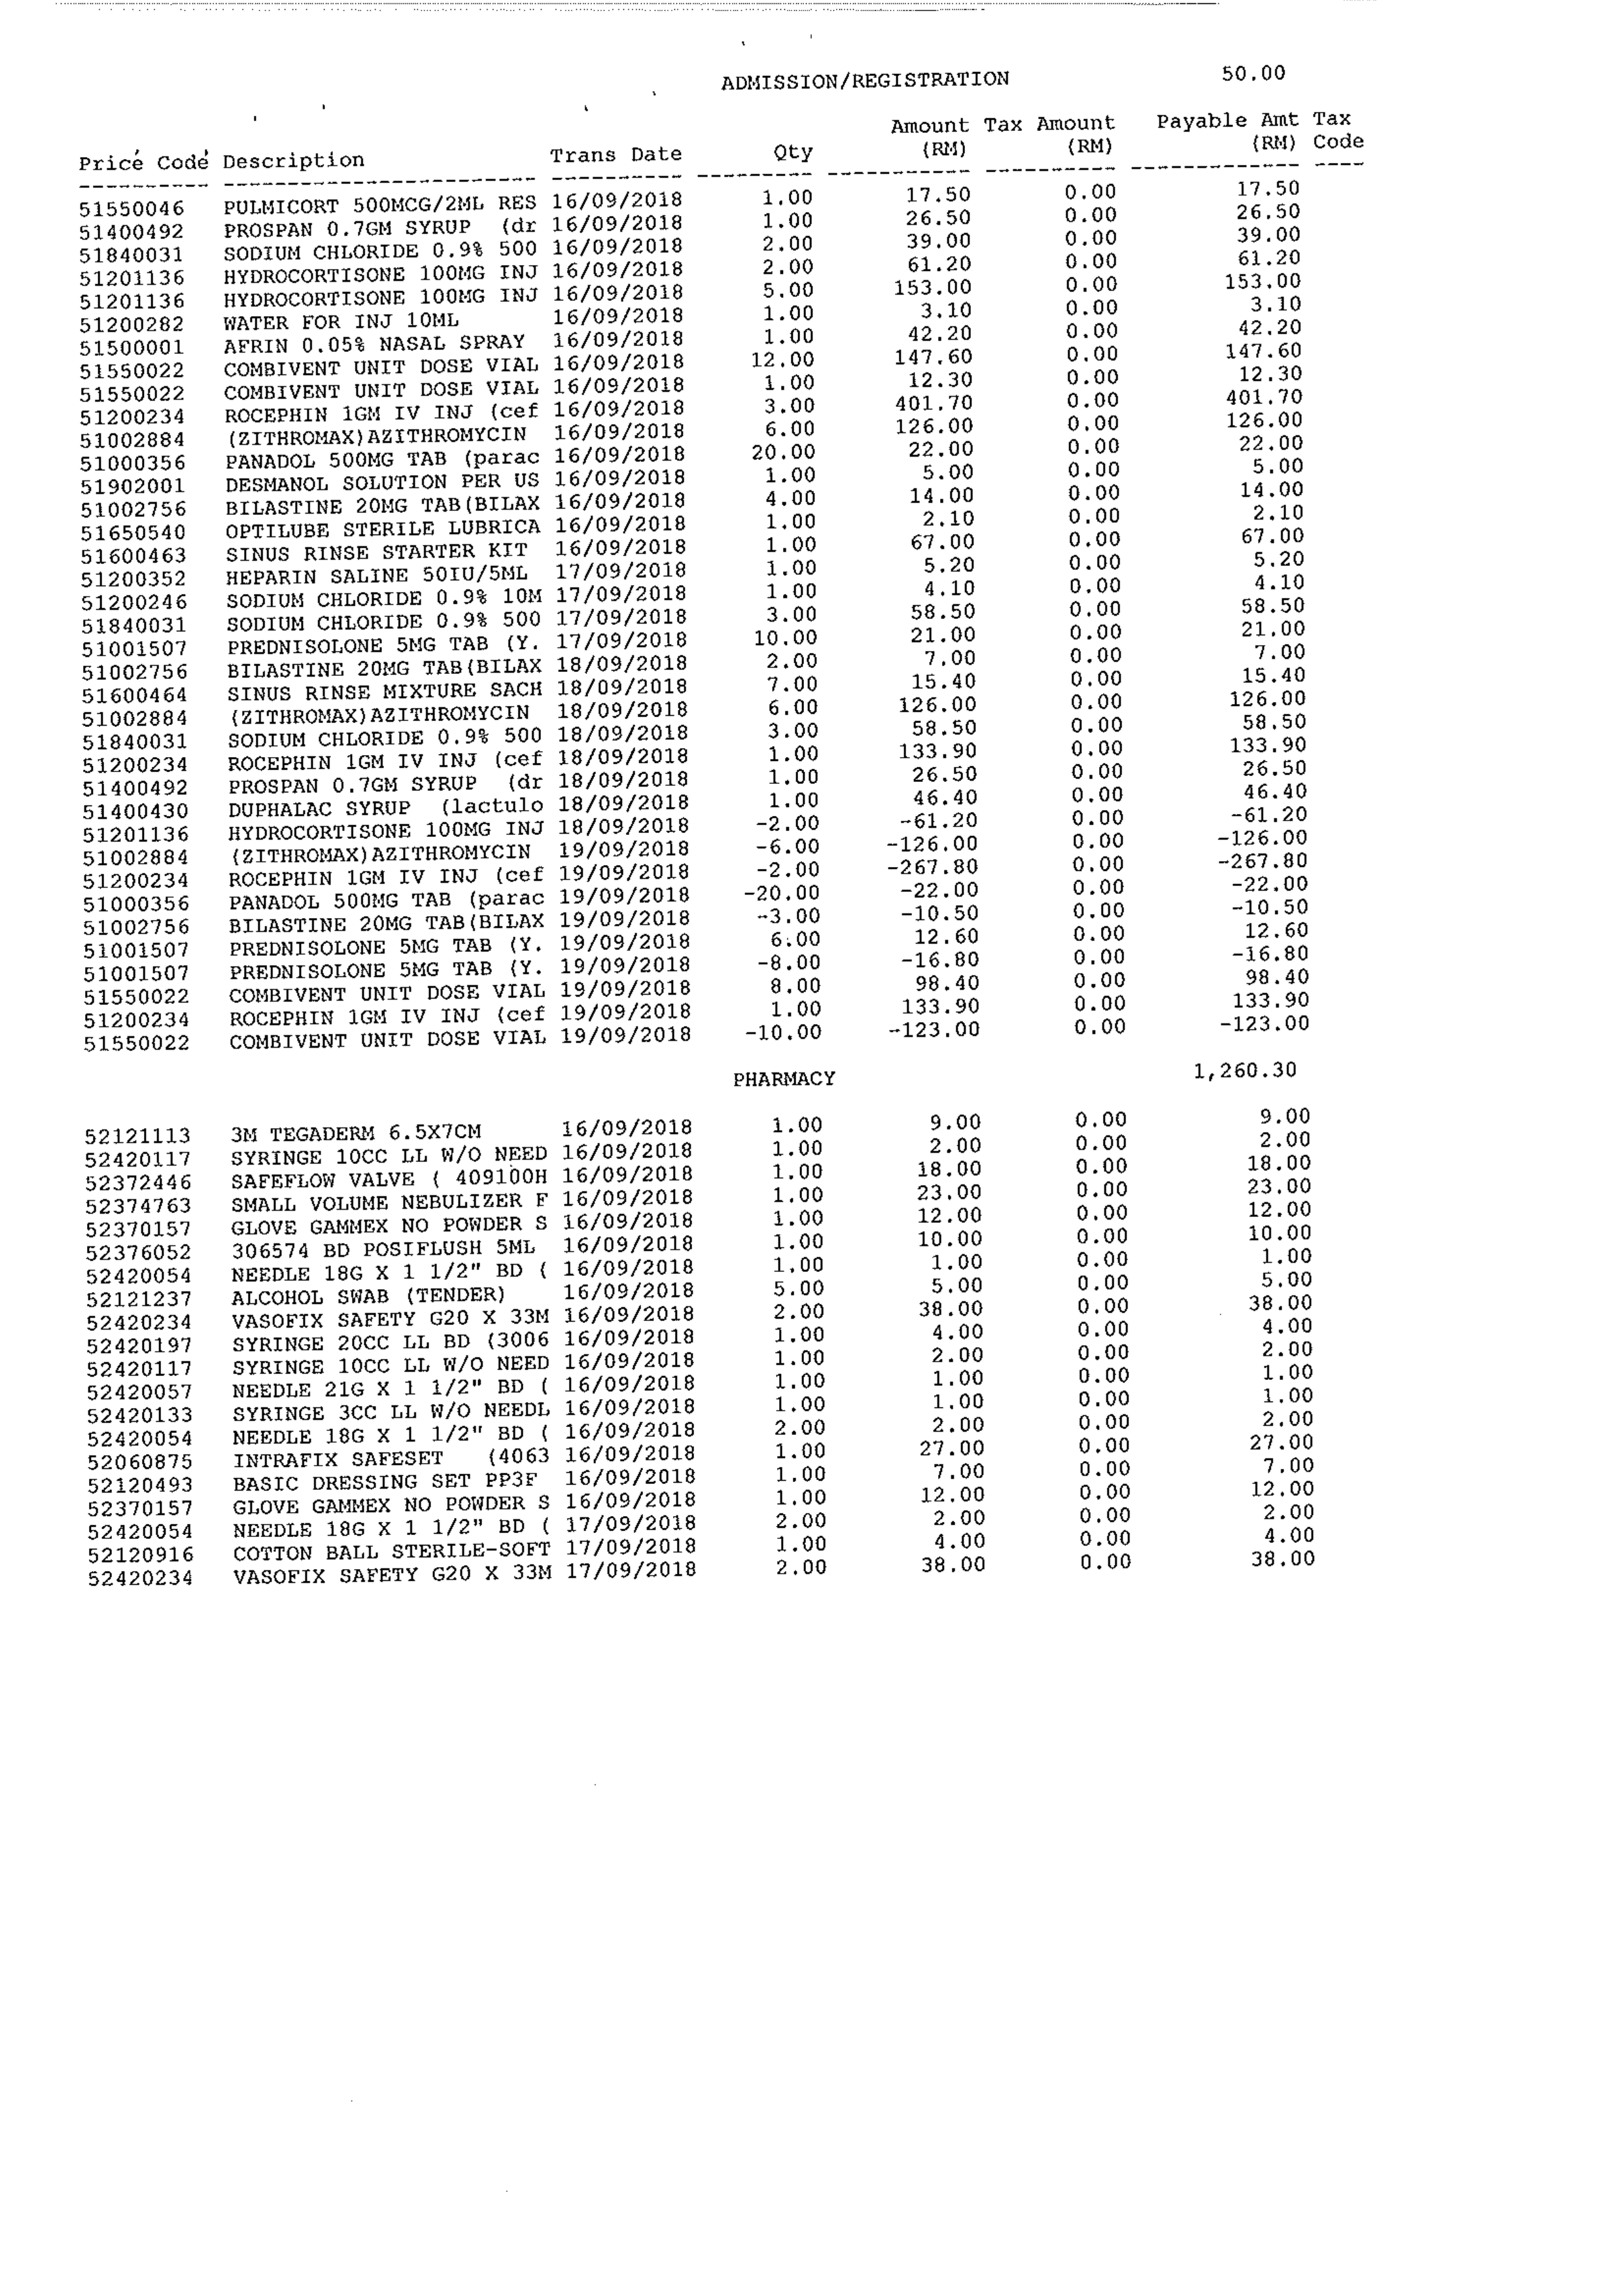 ADMISSION/REGISTRATION 50.00
Amount Tax Amount Payable Amt Tax
Price Code Description Trans Date Qty (RM) (RM) (RM) Code
---------- ------------------------ ---------- --------- ----------- ---------- ------------- ----
51550046 PULMICORT 500MCG/2ML RES 16/09/2018 1.00 17.50 0.00 17.50
51400492 PROSPAN 0.7GM SYRUP (dr 16/09/2018 1.00 26.50 0.00 26.50
51840031 SODIUM CHLORIDE 0.9% 500 16/09/2018 2.00 39.00 0.00 39.00
51201136 HYDROCORTISONE 100MG INJ 16/09/2018 2.00 61.20 0.00 61.20
51201136 HYDROCORTISONE 100MG INJ 16/09/2018 5.00 153.00 0.00 153.00
51200282 WATER FOR INJ 10ML 16/09/2018 1.00 3.10 0.00 3.10
51500001 AFRIN 0.05% NASAL SPRAY 16/09/2018 1.00 42.20 0.00 42.20
51550022 COMBIVENT UNIT DOSE VIAL 16/09/2018 12.00 147.60 0.00 147.60
51550022 COMBIVENT UNIT DOSE VIAL 16/09/2018 1.00 12.30 0.00 12.30
51200234 ROCEPHIN 1GM IV INJ (cef 16/09/2018 3.00 401.70 0.00 401.70
51002884 (ZITHROMAX)AZITHROMYCIN 16/09/2018 6.00 126.00 0.00 126.00
51000356 PANADOL 500MG TAB (parac 16/09/2018 20.00 22.00 0.00 22.00
51902001 DESMANOL SOLUTION PER US 16/09/2018 1.00 5.00 0.00 5.00
51002756 BILASTINE 20MG TAB(BILAX 16/09/2018 4.00 14.00 0.00 14.00
51650540 OPTILUBE STERILE LUBRICA 16/09/2018 1.00 2.10 0.00 2.10
51600463 SINUS RINSE STARTER KIT 16/09/2018 1.00 67.00 0.00 67.00
51200352 HEPARIN SALINE 50IU/5ML 17/09/2018 1.00 5.20 0.00 5.20
51200246 SODIUM CHLORIDE 0.9% 10M 17/09/2018 1.00 4.10 0.00 4.10
51840031 SODIUM CHLORIDE 0.9% 500 17/09/2018 3.00 58.50 0.00 58.50
51001507 PREDNISOLONE 5MG TAB (Y. 17/09/2018 10.00 21.00 0.00 21.00
51002756 BILASTINE 20MG TAB(BILAX 18/09/2018 2.00 7.00 0.00 7.00
51600464 SINUS RINSE MIXTURE SACH 18/09/2018 7.00 15.40 0.00 15.40
51002884 (ZITHROMAX)AZITHROMYCIN 18/09/2018 6.00 126.00 0.00 126.00
51840031 SODIUM CHLORIDE 0.9% 500 18/09/2018 3.00 58.50 0.00 58.50
51200234 ROCEPHIN 1GM IV INJ (cef 18/09/2018 1.00 133.90 0.00 133.90
51400492 PROSPAN 0.7GM SYRUP (dr 18/09/2018 1.00 26.50 0.00 26.50
51400430 DUPHALAC SYRUP (lactulo 18/09/2018 1.00 46.40 0.00 46.40
51201136 HYDROCORTISONE 100MG INJ 18/09/2018 -2.00 -61.20 0.00 -61.20
51002884 (ZITHROMAX)AZITHROMYCIN 19/09/2018 -6.00 -126.00 0.00 -126.00
51200234 ROCEPHIN 1GM IV INJ (cef 19/09/2018 -2.00 -267.80 0.00 -267.80
51000356 PANADOL 500MG TAB (parac 19/09/2018 -20.00 -22.00 0.00 -22.00
51002756 BILASTINE 20MG TAB(BILAX 19/09/2018 -3.00 -10.50 0.00 -10.50
51001507 PREDNISOLONE 5MG TAB (Y. 19/09/2018 6.00 12.60 0.00 12.60
51001507 PREDNISOLONE 5MG TAB (Y. 19/09/2018 -8.00 -16.80 0.00 -16.80
51550022 COMBIVENT UNIT DOSE VIAL 19/09/2018 8.00 98.40 0.00 98.40
51200234 ROCEPHIN 1GM IV INJ (cef 19/09/2018 1.00 133.90 0.00 133.90
51550022 COMBIVENT UNIT DOSE VIAL 19/09/2018 -10.00 -123.00 0.00 -123.00
PHARMACY 1,260.30
52121113 3M TEGADERM 6.5X7CM 16/09/2018 1.00 9.00 0.00 9.00
52420117 SYRINGE 10CC LL W/O NEED 16/09/2018 1.00 2.00 0.00 2.00
52372446 SAFEFLOW VALVE ( 409100H 16/09/2018 1.00 18.00 0.00 18.00
52374763 SMALL VOLUME NEBULIZER F 16/09/2018 1.00 23.00 0.00 23.00
52370157 GLOVE GAMMEX NO POWDER S 16/09/2018 1.00 12.00 0.00 12.00
52376052 306574 BD POSIFLUSH 5ML 16/09/2018 1.00 10.00 0.00 10.00
52420054 NEEDLE 18G X 1 1/2" BD ( 16/09/2018 1.00 1.00 0.00 1.00
52121237 ALCOHOL SWAB (TENDER) 16/09/2018 5.00 5.00 0.00 5.00
52420234 VASOFIX SAFETY G20 X 33M 16/09/2018 2.00 38.00 0.00 38.00
52420197 SYRINGE 20CC LL BD (3006 16/09/2018 1.00 4.00 0.00 4.00
52420117 SYRINGE 10CC LL W/O NEED 16/09/2018 1.00 2.00 0.00 2.00
52420057 NEEDLE 21G X 1 1/2" BD ( 16/09/2018 1.00 1.00 0.00 1.00
52420133 SYRINGE 3CC LL W/O NEEDL 16/09/2018 1.00 1.00 0.00 1.00
52420054 NEEDLE 18G X 1 1/2" BD ( 16/09/2018 2.00 2.00 0.00 2.00
52060875 INTRAFIX SAFESET (4063 16/09/2018 1.00 27.00 0.00 27.00
52120493 BASIC DRESSING SET PP3F 16/09/2018 1.00 7.00 0.00 7.00
52370157 GLOVE GAMMEX NO POWDER S 16/09/2018 1.00 12.00 0.00 12.00
52420054 NEEDLE 18G X 1 1/2" BD ( 17/09/2018 2.00 2.00 0.00 2.00
52120916 COTTON BALL STERILE-SOFT 17/09/2018 1.00 4.00 0.00 4.00
52420234 VASOFIX SAFETY G20 X 33M 17/09/2018 2.00 38.00 0.00 38.00